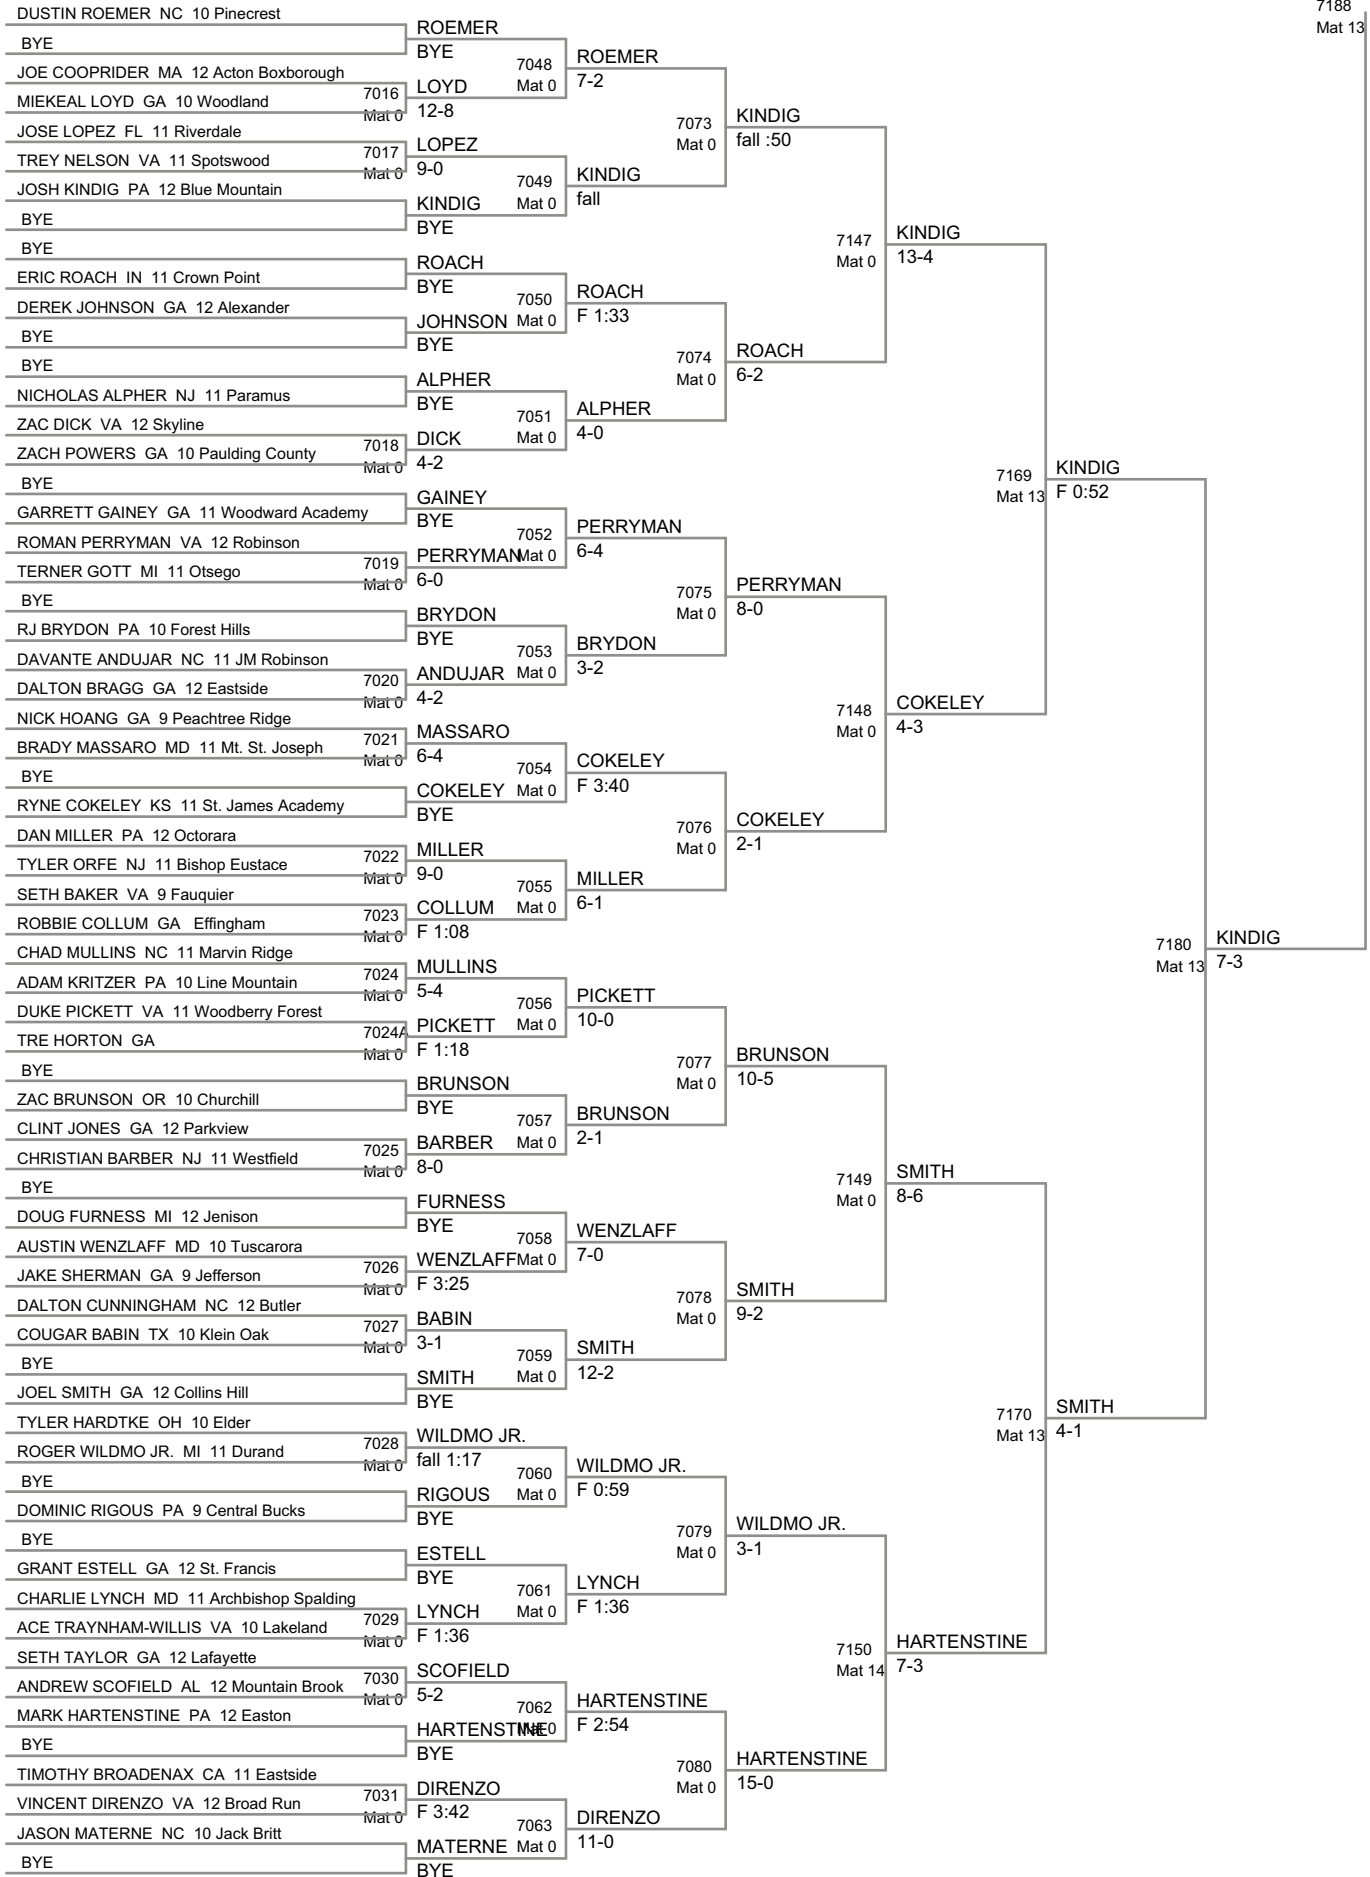 DUSTIN ROEMER NC 10 Pinecrest
BYE
JOE COOPRIDER MA 12 Acton Boxborough
MIEKEAL LOYD GA 10 Woodland
JOSE LOPEZ FL 11 Riverdale
TREY NELSON VA 11 Spotswood
JOSH KINDIG PA 12 Blue Mountain
BYE
BYE
ERIC ROACH IN 11 Crown Point
DEREK JOHNSON GA 12 Alexander
BYE
BYE
NICHOLAS ALPHER NJ 11 Paramus
ZAC DICK VA 12 Skyline
ZACH POWERS GA 10 Paulding County
BYE
GARRETT GAINEY GA 11 Woodward Academy
ROMAN PERRYMAN VA 12 Robinson
TERNER GOTT MI 11 Otsego
BYE
RJ BRYDON PA 10 Forest Hills
DAVANTE ANDUJAR NC 11 JM Robinson
DALTON BRAGG GA 12 Eastside
NICK HOANG GA 9 Peachtree Ridge
BRADY MASSARO MD 11 Mt. St. Joseph
BYE
RYNE COKELEY KS 11 St. James Academy
DAN MILLER PA 12 Octorara
TYLER ORFE NJ 11 Bishop Eustace
SETH BAKER VA 9 Fauquier
ROBBIE COLLUM GA Effingham
CHAD MULLINS NC 11 Marvin Ridge
ADAM KRITZER PA 10 Line Mountain
DUKE PICKETT VA 11 Woodberry Forest
TRE HORTON GA
BYE
ZAC BRUNSON OR 10 Churchill
CLINT JONES GA 12 Parkview
CHRISTIAN BARBER NJ 11 Westfield
BYE
DOUG FURNESS MI 12 Jenison
AUSTIN WENZLAFF MD 10 Tuscarora
JAKE SHERMAN GA 9 Jefferson
DALTON CUNNINGHAM NC 12 Butler
COUGAR BABIN TX 10 Klein Oak
BYE
JOEL SMITH GA 12 Collins Hill
TYLER HARDTKE OH 10 Elder
ROGER WILDMO JR. MI 11 Durand
BYE
DOMINIC RIGOUS PA 9 Central Bucks
BYE
GRANT ESTELL GA 12 St. Francis
CHARLIE LYNCH MD 11 Archbishop Spalding
ACE TRAYNHAM-WILLIS VA 10 Lakeland
SETH TAYLOR GA 12 Lafayette
ANDREW SCOFIELD AL 12 Mountain Brook
MARK HARTENSTINE PA 12 Easton
BYE
TIMOTHY BROADENAX CA 11 Eastside
VINCENT DIRENZO VA 12 Broad Run
JASON MATERNE NC 10 Jack Britt
BYE
7016
Mat 0
7017
Mat 0
7018
Mat 0
7019
Mat 0
7020
Mat 0
7021
Mat 0
7022
Mat 0
7023
Mat 0
7024
Mat 0
7024A
Mat 0
7025
Mat 0
7026
Mat 0
7027
Mat 0
7028
Mat 0
7029
Mat 0
7030
Mat 0
7031
Mat 0
ROEMER
BYE
LOYD
12-8
LOPEZ
9-0
KINDIG
BYE
ROACH
BYE
JOHNSON
BYE
ALPHER
BYE
DICK
4-2
GAINEY
BYE
PERRYMAN
6-0
BRYDON
BYE
ANDUJAR
4-2
MASSARO
6-4
COKELEY
BYE
MILLER
9-0
COLLUM
F 1:08
MULLINS
5-4
PICKETT
F 1:18
BRUNSON
BYE
BARBER
8-0
FURNESS
BYE
WENZLAFF
F 3:25
BABIN
3-1
SMITH
BYE
WILDMO JR.
fall 1:17
RIGOUS
BYE
ESTELL
BYE
LYNCH
F 1:36
SCOFIELD
5-2
HARTENSTINE
BYE
DIRENZO
F 3:42
MATERNE
BYE
7048
Mat 0
7049
Mat 0
7050
Mat 0
7051
Mat 0
7052
Mat 0
7053
Mat 0
7054
Mat 0
7055
Mat 0
7056
Mat 0
7057
Mat 0
7058
Mat 0
7059
Mat 0
7060
Mat 0
7061
Mat 0
7062
Mat 0
7063
Mat 0
ROEMER
7-2
KINDIG
fall
ROACH
F 1:33
ALPHER
4-0
PERRYMAN
6-4
BRYDON
3-2
COKELEY
F 3:40
MILLER
6-1
PICKETT
10-0
BRUNSON
2-1
WENZLAFF
7-0
SMITH
12-2
WILDMO JR.
F 0:59
LYNCH
F 1:36
HARTENSTINE
F 2:54
DIRENZO
11-0
7073
Mat 0
7074
Mat 0
7075
Mat 0
7076
Mat 0
7077
Mat 0
7078
Mat 0
7079
Mat 0
7080
Mat 0
KINDIG
fall :50
ROACH
6-2
PERRYMAN
8-0
COKELEY
2-1
BRUNSON
10-5
SMITH
9-2
WILDMO JR.
3-1
HARTENSTINE
15-0
7147
Mat 0
7148
Mat 0
7149
Mat 0
7150
Mat 14
KINDIG
13-4
COKELEY
4-3
SMITH
8-6
HARTENSTINE
7-3
7169
Mat 13
7170
Mat 13
KINDIG
F 0:52
SMITH
4-1
7180
Mat 13
KINDIG
7-3
7188
Mat 13